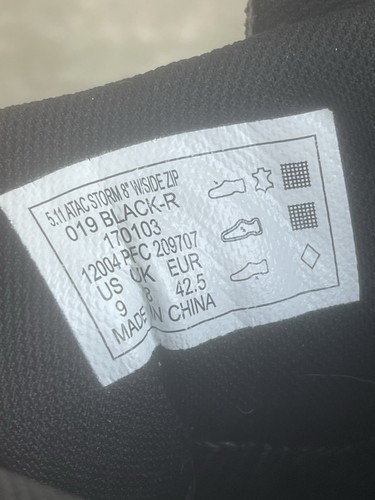 5.11 ATAC STORM 8" W/SIDE ZIP
019 BLACK-R
170103
12004 PFC 209707
US UK EUR
9 8 42.5
MADE IN CHINA